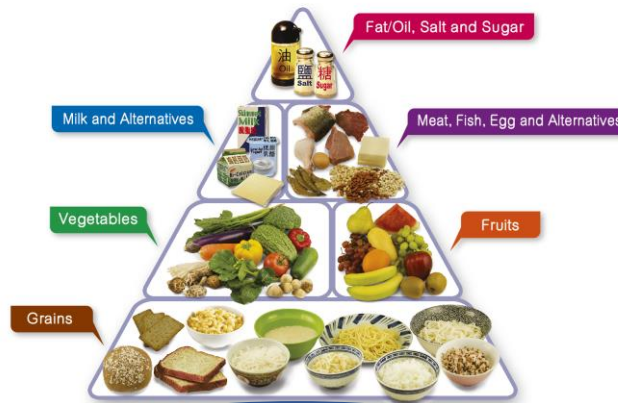 Fat/Oil, Salt and Sugar
油
Oil
鹽
Salt
糖
Sugar
Milk and Alternatives
Meat, Fish, Egg and Alternatives
MILK
Vegetables
Fruits
Grains